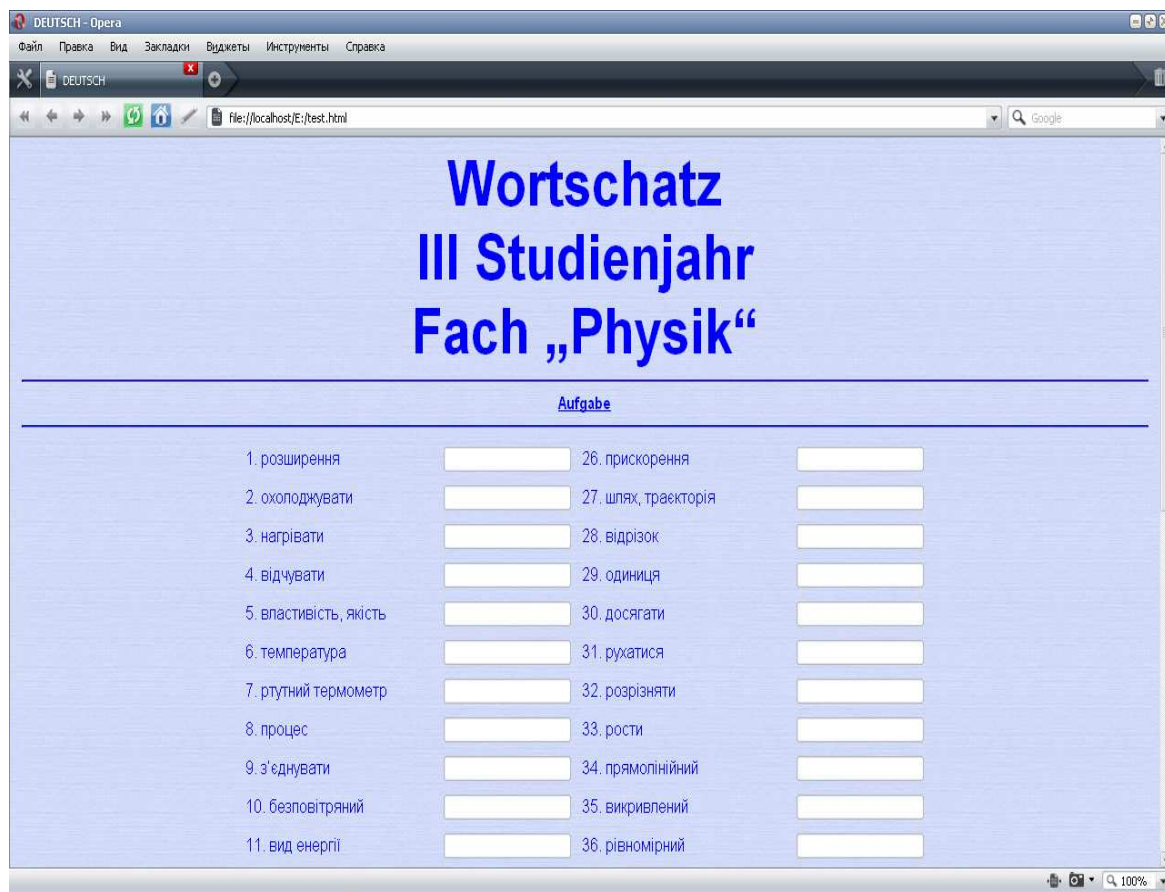 DEUTSCH - Opera
Файл Правка Вид Закладки Виджеты Инструменты Справка
DEUTSCH
file://localhost/E:/test.html
Google
Wortschatz
III Studienjahr
Fach „Physik“
Aufgabe
1. розширення 26. прискорення
2. охолоджувати 27. шлях, траєкторія
3. нагрівати 28. відрізок
4. відчувати 29. одиниця
5. властивість, якість 30. досягати
6. температура 31. рухатися
7. ртутний термометр 32. розрізняти
8. процес 33. рости
9. з'єднувати 34. прямолінійний
10. безповітряний 35. викривлений
11. вид енергії 36. рівномірний
100%